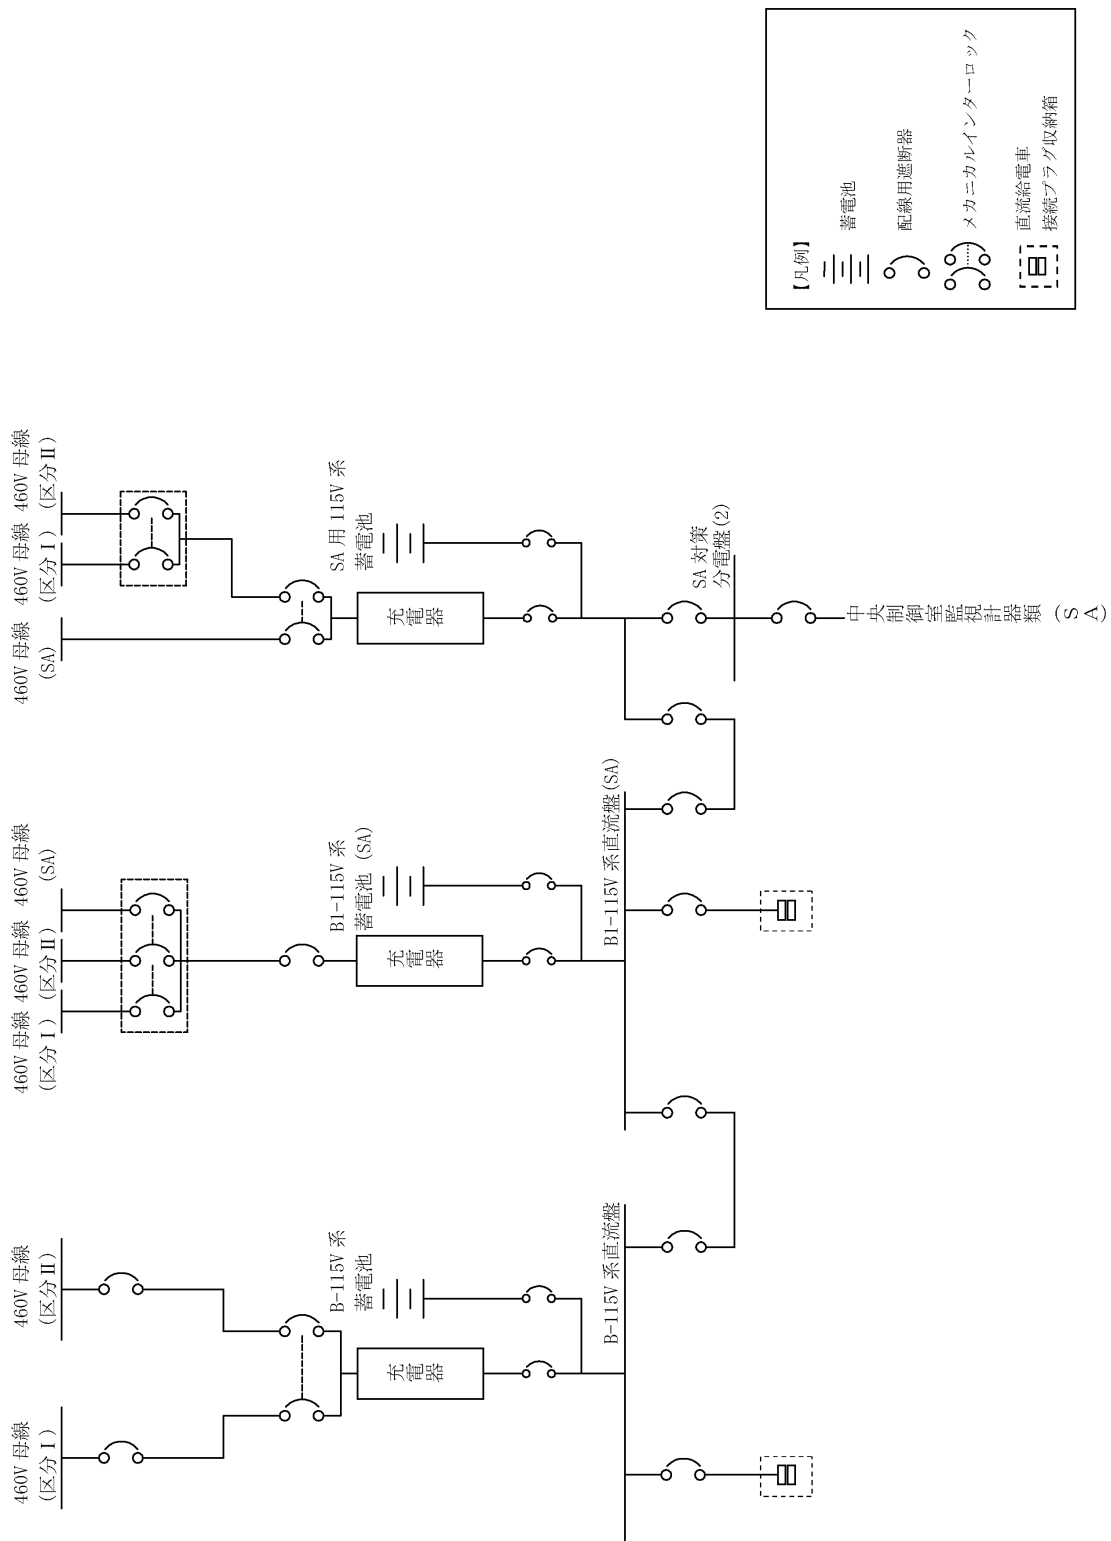 460V 母線
(区分Ⅰ)
460V 母線
(区分Ⅱ)
B-115V 系
蓄電池
充電器
B-115V 系直流盤
460V 母線
(区分Ⅰ)
460V 母線
(区分Ⅱ)
460V 母線
(SA)
B1-115V 系
蓄電池 (SA)
充電器
B1-115V 系直流盤(SA)
460V 母線
(SA)
460V 母線
(区分Ⅰ)
460V 母線
(区分Ⅱ)
SA 用 115V 系
蓄電池
充電器
SA 対策
分電盤(2)
中央制御室監視計器類(SA)
【凡例】
蓄電池
配線用遮断器
メカニカルインターロック
直流給電車
接続プラグ収納箱